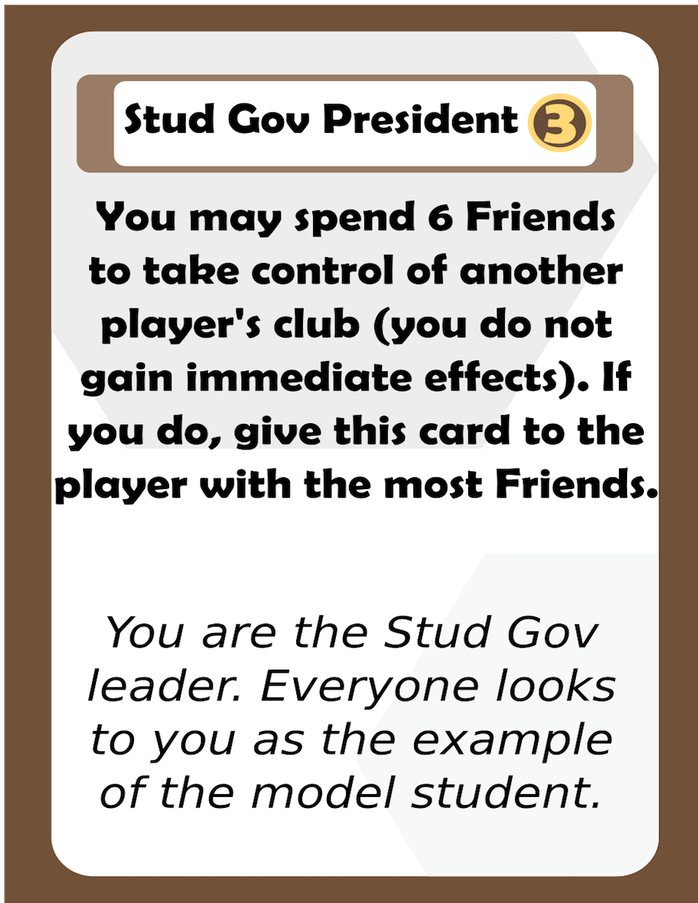 Stud Gov President 3
You may spend 6 Friends
to take control of another
player's club (you do not
gain immediate effects). If
you do, give this card to the
player with the most Friends.
You are the Stud Gov
leader. Everyone looks
to you as the example
of the model student.